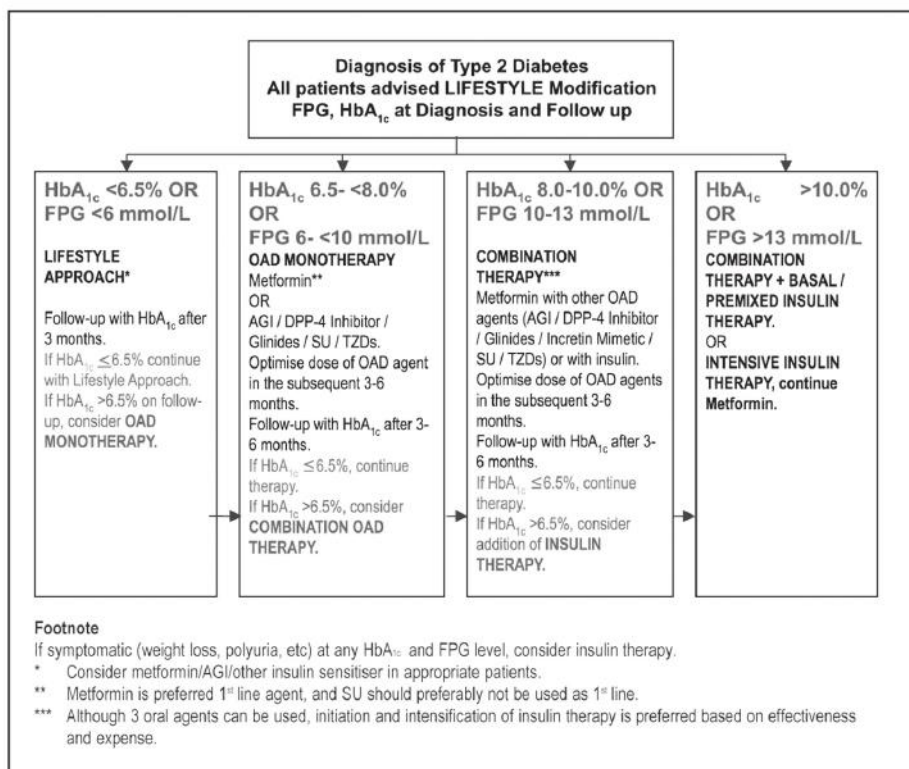 Diagnosis of Type 2 Diabetes
All patients advised LIFESTYLE Modification
FPG, HbA1c at Diagnosis and Follow up
HbA1c <6.5% OR
FPG <6 mmol/L
LIFESTYLE
APPROACH*
Follow-up with HbA1c after
3 months.
If HbA1c ≤6.5% continue
with Lifestyle Approach.
If HbA1c >6.5% on follow-
up, consider OAD
MONOTHERAPY.
HbA1c 6.5- <8.0%
OR
FPG 6- <10 mmol/L
OAD MONOTHERAPY
Metformin**
OR
AGI / DPP-4 Inhibitor /
Glinides / SU / TZDs.
Optimise dose of OAD agent
in the subsequent 3-6
months.
Follow-up with HbA1c after 3-
6 months.
If HbA1c ≤6.5%, continue
therapy.
If HbA1c >6.5%, consider
COMBINATION OAD
THERAPY.
HbA1c 8.0-10.0% OR
FPG 10-13 mmol/L
COMBINATION
THERAPY***
Metformin with other OAD
agents (AGI / DPP-4 Inhibitor
/ Glinides / Incretin Mimetic /
SU / TZDs) or with insulin.
Optimise dose of OAD agents
in the subsequent 3-6
months.
Follow-up with HbA1c after 3-
6 months.
If HbA1c ≤6.5%, continue
therapy.
If HbA1c >6.5%, consider
addition of INSULIN
THERAPY.
HbA1c >10.0%
OR
FPG >13 mmol/L
COMBINATION
THERAPY + BASAL /
PREMIXED INSULIN
THERAPY.
OR
INTENSIVE INSULIN
THERAPY, continue
Metformin.
Footnote
If symptomatic (weight loss, polyuria, etc) at any HbA1c and FPG level, consider insulin therapy.
* Consider metformin/AGI/other insulin sensitiser in appropriate patients.
** Metformin is preferred 1st line agent, and SU should preferably not be used as 1st line.
*** Although 3 oral agents can be used, initiation and intensification of insulin therapy is preferred based on effectiveness
and expense.